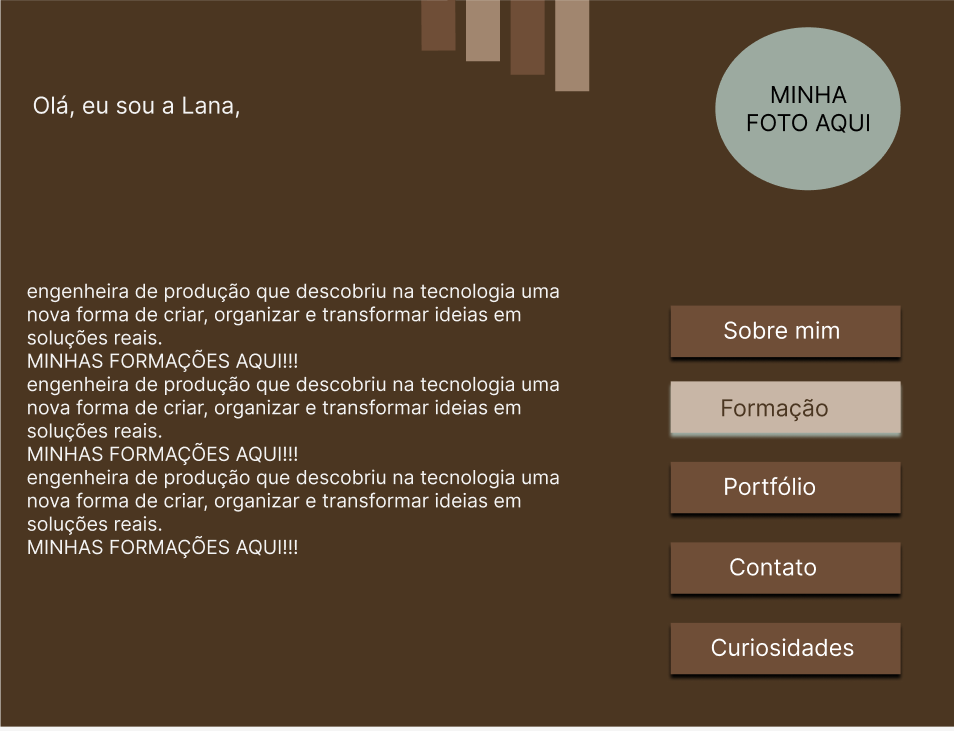 MINHA
FOTO AQUI
Olá, eu sou a Lana,
engenheira de produção que descobriu na tecnologia uma
nova forma de criar, organizar e transformar ideias em
soluções reais.
MINHAS FORMAÇÕES AQUI!!!
engenheira de produção que descobriu na tecnologia uma
nova forma de criar, organizar e transformar ideias em
soluções reais.
MINHAS FORMAÇÕES AQUI!!!
engenheira de produção que descobriu na tecnologia uma
nova forma de criar, organizar e transformar ideias em
soluções reais.
MINHAS FORMAÇÕES AQUI!!!
Sobre mim
Formação
Portfólio
Contato
Curiosidades